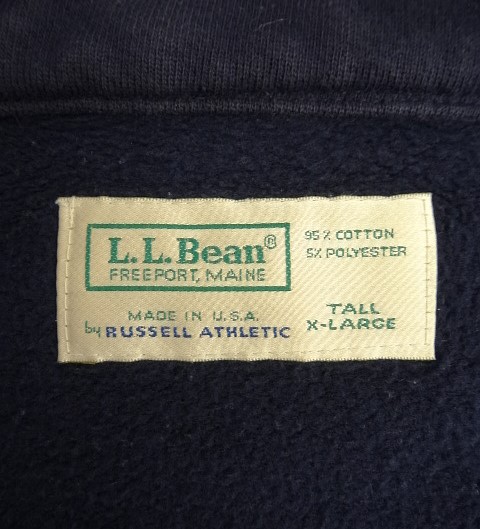 L.L.Bean®
FREEPORT, MAINE
95% COTTON
5% POLYESTER
MADE IN U.S.A.
by RUSSELL ATHLETIC
TALL
X-LARGE